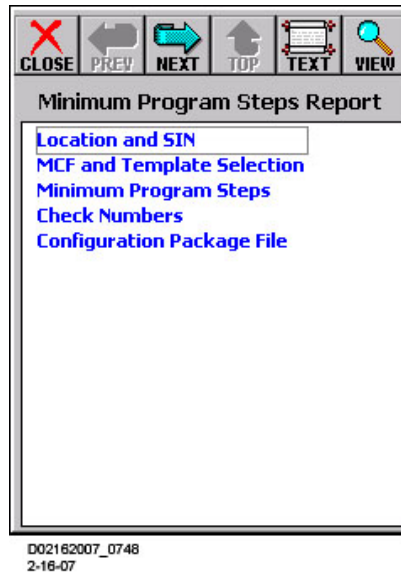 CLOSE PREV NEXT TOP TEXT VIEW
Minimum Program Steps Report
Location and SIN
MCF and Template Selection
Minimum Program Steps
Check Numbers
Configuration Package File
D02162007_0748
2-16-07